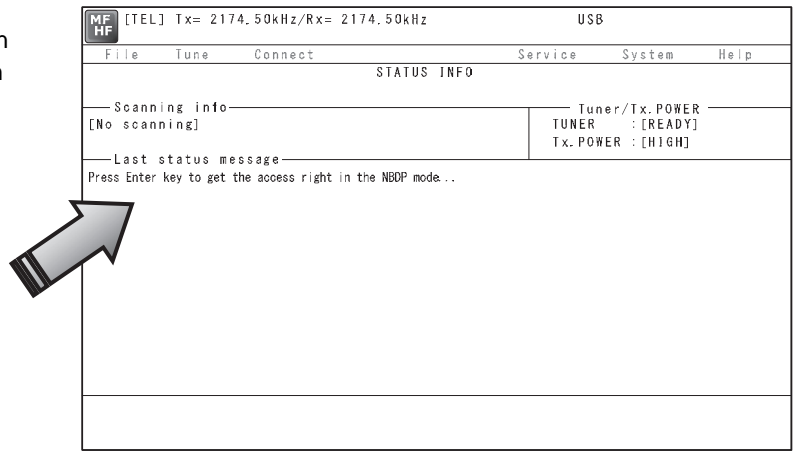 MF HF [TEL] Tx= 2174.50kHz/Rx= 2174.50kHz USB
File Tune Connect Service System Help
STATUS INFO
Scanning info
[No scanning]
Tuner/Tx.POWER
TUNER :[READY]
Tx.POWER :[HIGH]
Last status message
Press Enter key to get the access right in the NBDP mode...